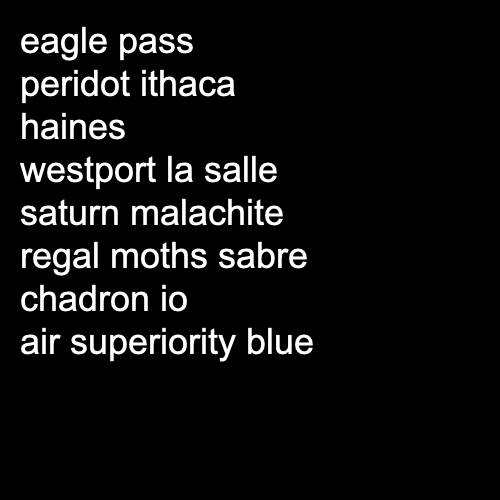 eagle pass
peridot ithaca
haines
westport la salle
saturn malachite
regal moths sabre
chadron io
air superiority blue